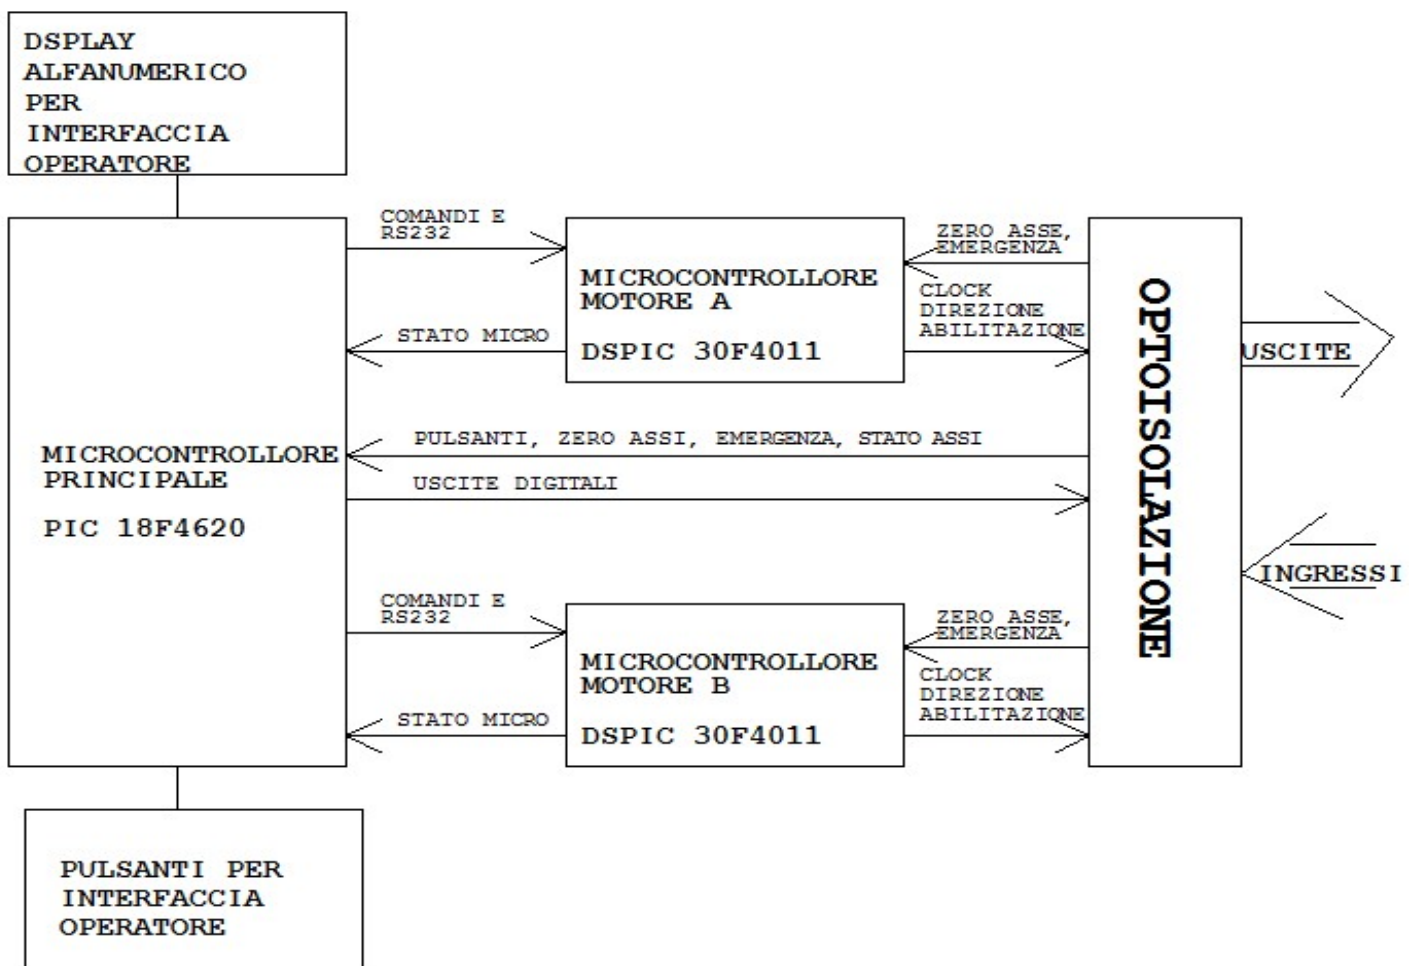 DSPLAY
ALFANUMERICO
PER
INTERFACCIA
OPERATORE
COMANDI E
RS232
MICROCONTROLLORE
MOTORE A
DSPIC 30F4011
STATO MICRO
ZERO ASSE,
EMERGENZA
CLOCK
DIREZIONE
ABILITAZIONE
OPTOISOLAZIONE
USCITE
MICROCONTROLLORE
PRINCIPALE
PIC 18F4620
PULSANTI, ZERO ASSI, EMERGENZA, STATO ASSI
USCITE DIGITALI
INGRESSI
COMANDI E
RS232
MICROCONTROLLORE
MOTORE B
DSPIC 30F4011
STATO MICRO
ZERO ASSE,
EMERGENZA
CLOCK
DIREZIONE
ABILITAZIONE
PULSANTI PER
INTERFACCIA
OPERATORE